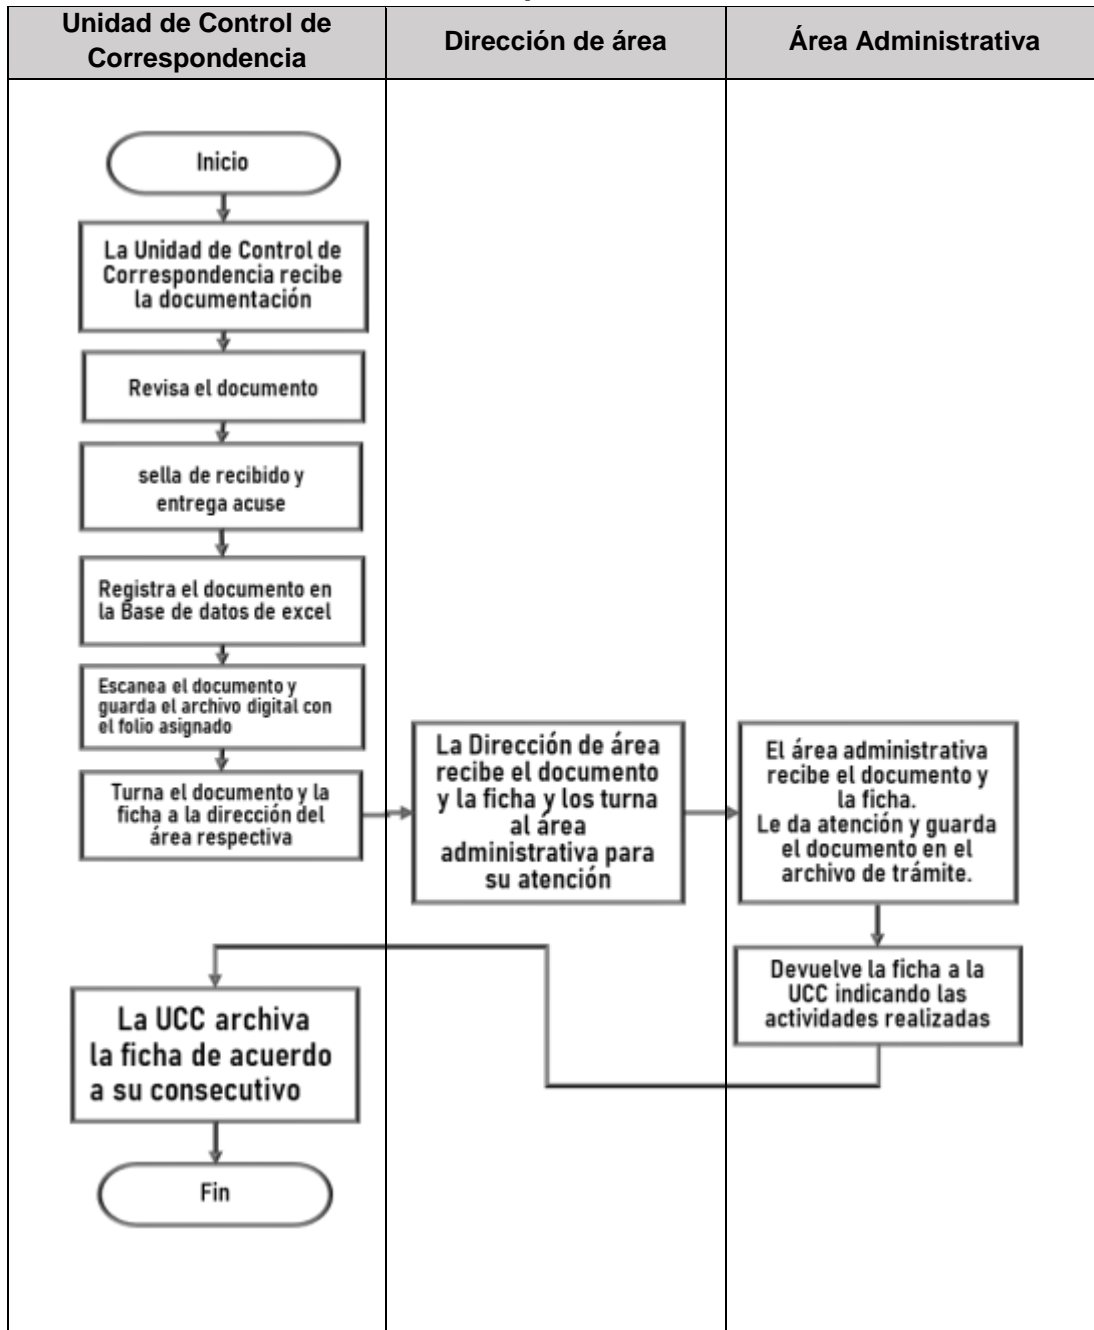 Unidad de Control de
Correspondencia
Dirección de área
Área Administrativa
Inicio
La Unidad de Control de
Correspondencia recibe
la documentación
Revisa el documento
sella de recibido y
entrega acuse
Registra el documento en
la Base de datos de excel
Escanea el documento y
guarda el archivo digital con
el folio asignado
Turna el documento y la
ficha a la dirección del
área respectiva
La Dirección de área
recibe el documento
y la ficha y los turna
al área
administrativa para
su atención
El área administrativa
recibe el documento y
la ficha.
Le da atención y guarda
el documento en el
archivo de trámite.
Devuelve la ficha a la
UCC indicando las
actividades realizadas
La UCC archiva
la ficha de acuerdo
a su consecutivo
Fin